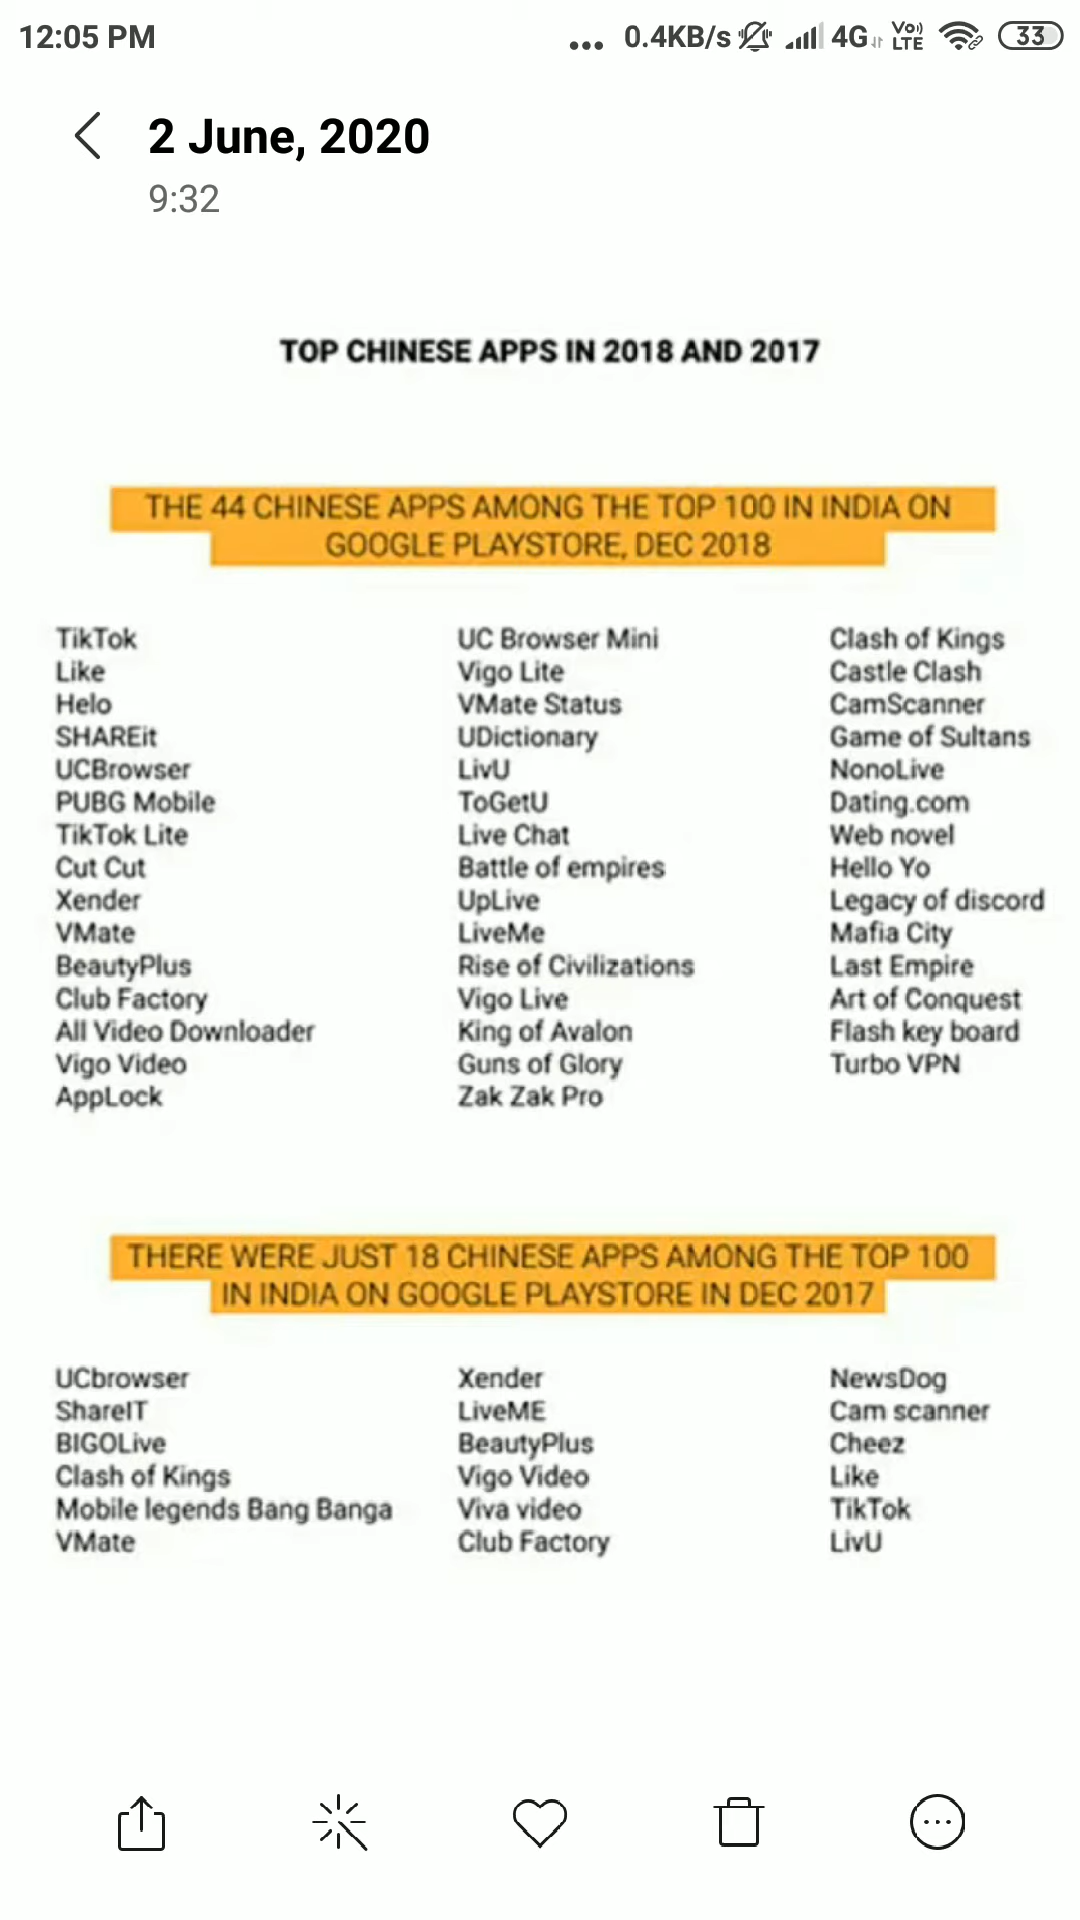 12:05 PM
... 0.4KB/s 4G Vo) LTE 33
2 June, 2020
9:32
TOP CHINESE APPS IN 2018 AND 2017
THE 44 CHINESE APPS AMONG THE TOP 100 IN INDIA ON
GOOGLE PLAYSTORE, DEC 2018
TikTok
Like
Helo
SHAREit
UCBrowser
PUBG Mobile
TikTok Lite
Cut Cut
Xender
VMate
BeautyPlus
Club Factory
All Video Downloader
Vigo Video
AppLock
UC Browser Mini
Vigo Lite
VMate Status
UDictionary
LivU
ToGetU
Live Chat
Battle of empires
UpLive
LiveMe
Rise of Civilizations
Vigo Live
King of Avalon
Guns of Glory
Zak Zak Pro
Clash of Kings
Castle Clash
CamScanner
Game of Sultans
NonoLive
Dating.com
Web novel
Hello Yo
Legacy of discord
Mafia City
Last Empire
Art of Conquest
Flash key board
Turbo VPN
THERE WERE JUST 18 CHINESE APPS AMONG THE TOP 100
IN INDIA ON GOOGLE PLAYSTORE IN DEC 2017
UCbrowser
ShareIT
BIGOLive
Clash of Kings
Mobile legends Bang Banga
VMate
Xender
LiveME
BeautyPlus
Vigo Video
Viva video
Club Factory
NewsDog
Cam scanner
Cheez
Like
TikTok
LivU